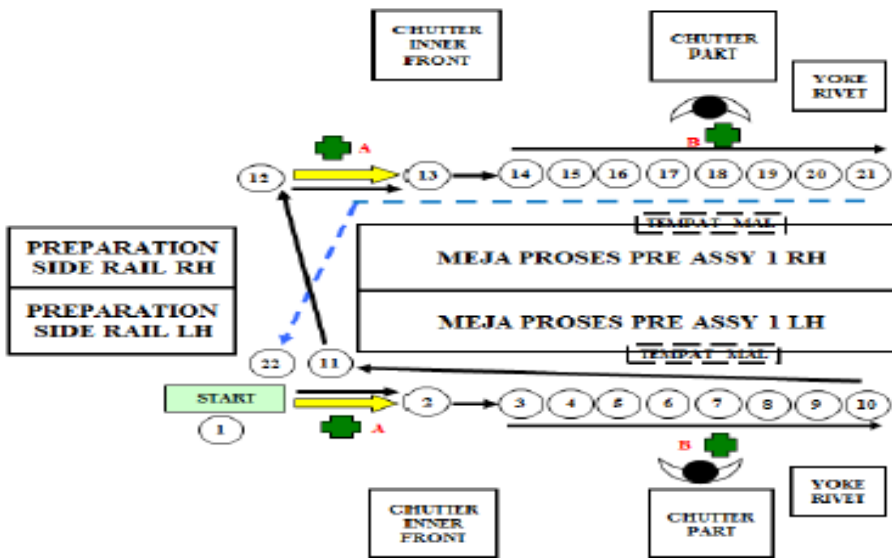 CHUTTER
INNER
FRONT
CHUTTER
PART
YOKE
RIVET
A
B
12
13
14
15
16
17
18
19
20
21
TEMPAT MAL
PREPARATION
SIDE RAIL RH
MEJA PROSES PRE ASSY 1 RH
PREPARATION
SIDE RAIL LH
MEJA PROSES PRE ASSY 1 LH
TEMPAT MAL
22
11
START
1
2
3
4
5
6
7
8
9
10
A
B
CHUTTER
INNER
FRONT
CHUTTER
PART
YOKE
RIVET